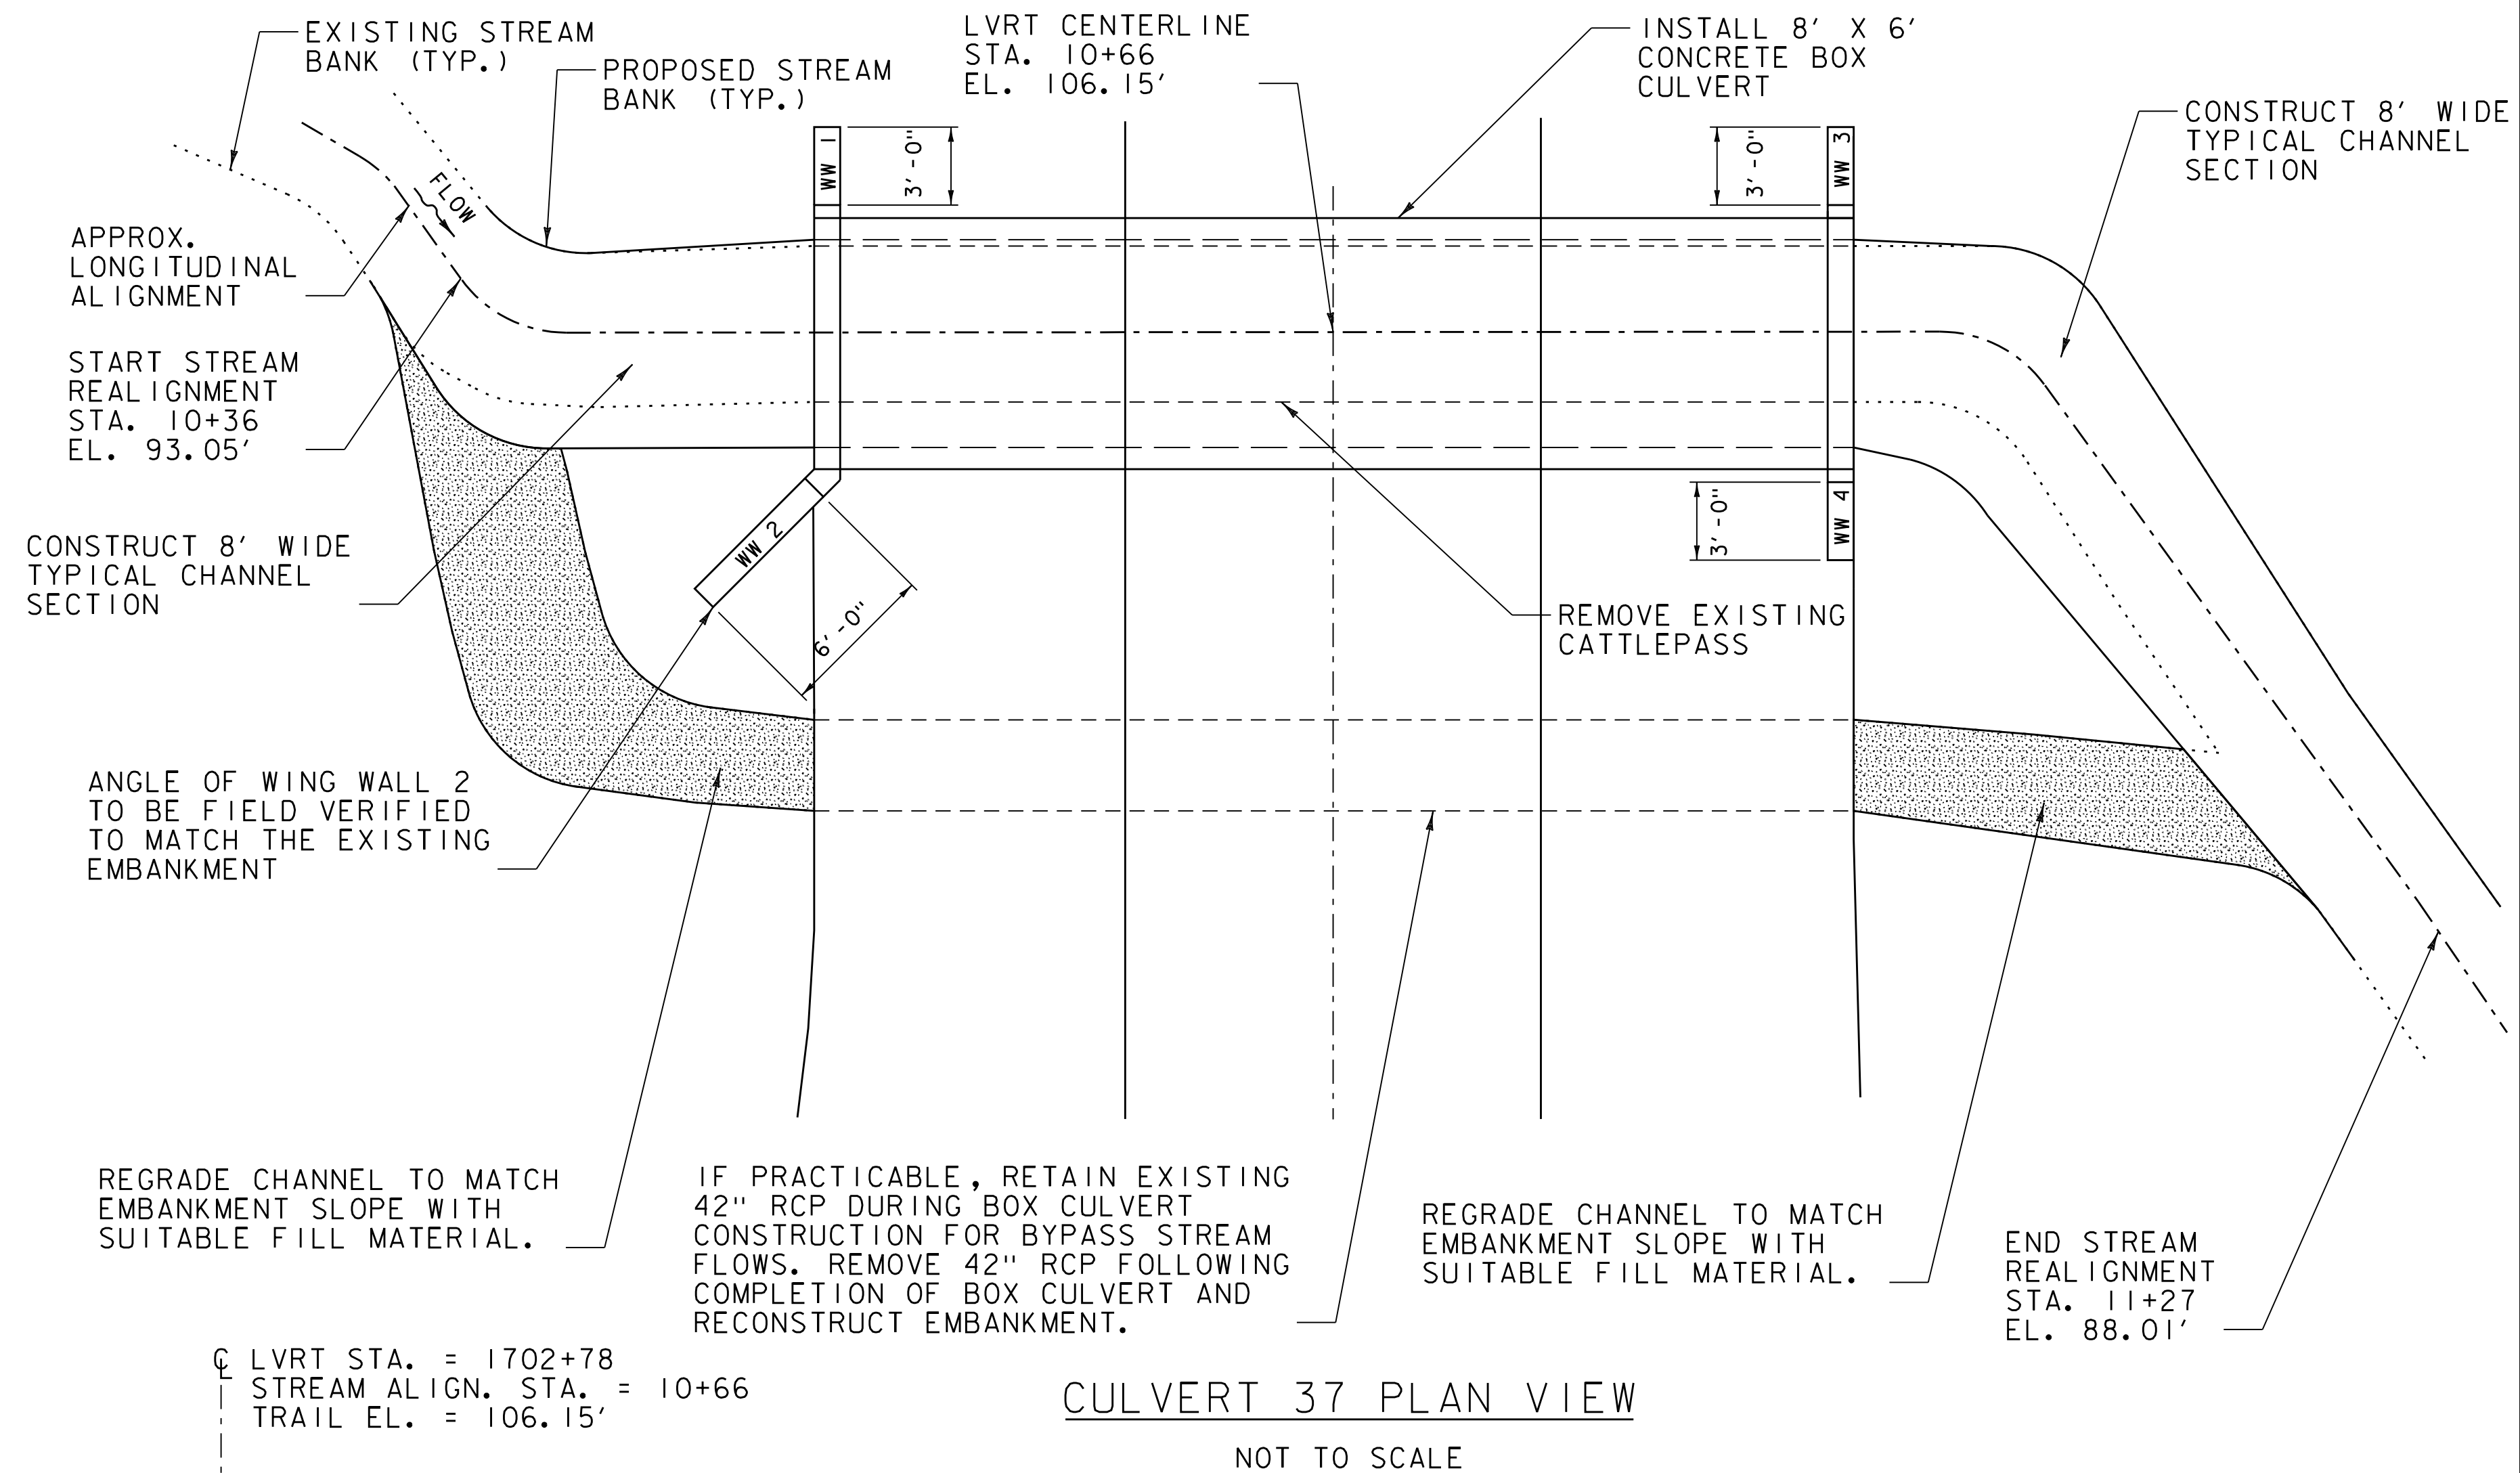 EXISTING STREAM
BANK (TYP.)
PROPOSED STREAM
BANK (TYP.)
LVRT CENTERLINE
STA. 10+66
EL. 106.15'
INSTALL 8' X 6'
CONCRETE BOX
CULVERT
CONSTRUCT 8' WIDE
TYPICAL CHANNEL
SECTION
FLOW
WW 1
3'-0"
3'-0"
WW 3
APPROX.
LONGITUDINAL
ALIGNMENT
START STREAM
REALIGNMENT
STA. 10+36
EL. 93.05'
CONSTRUCT 8' WIDE
TYPICAL CHANNEL
SECTION
WW 2
6'-0"
3'-0"
WW 4
REMOVE EXISTING
CATTLEPASS
ANGLE OF WING WALL 2
TO BE FIELD VERIFIED
TO MATCH THE EXISTING
EMBANKMENT
REGRADE CHANNEL TO MATCH
EMBANKMENT SLOPE WITH
SUITABLE FILL MATERIAL.
IF PRACTICABLE, RETAIN EXISTING
42" RCP DURING BOX CULVERT
CONSTRUCTION FOR BYPASS STREAM
FLOWS. REMOVE 42" RCP FOLLOWING
COMPLETION OF BOX CULVERT AND
RECONSTRUCT EMBANKMENT.
REGRADE CHANNEL TO MATCH
EMBANKMENT SLOPE WITH
SUITABLE FILL MATERIAL.
END STREAM
REALIGNMENT
STA. 11+27
EL. 88.01'
℄ LVRT STA. = 1702+78
STREAM ALIGN. STA. = 10+66
TRAIL EL. = 106.15'
CULVERT 37 PLAN VIEW
NOT TO SCALE